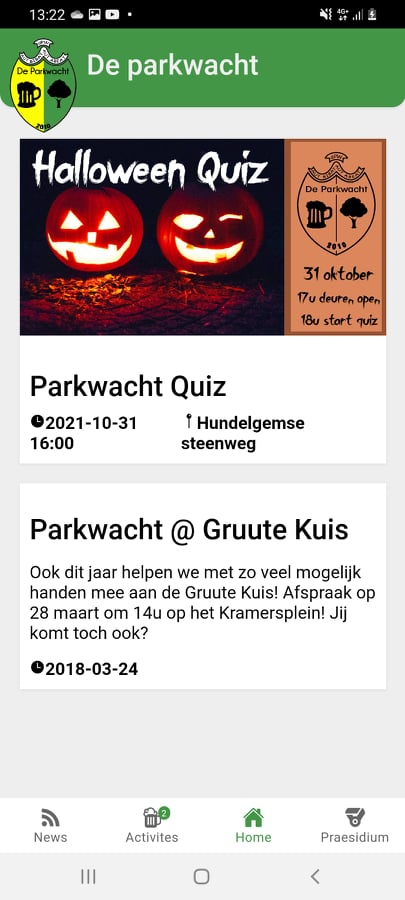 13:22
4G+
De Parkwacht
2010
De parkwacht
Halloween Quiz
De Parkwacht
2010
31 oktober
17u deuren open
18u start quiz
Parkwacht Quiz
2021-10-31 16:00
Hundelgemse steenweg
Parkwacht @ Gruute Kuis
Ook dit jaar helpen we met zo veel mogelijk
handen mee aan de Gruute Kuis! Afspraak op
28 maart om 14u op het Kramersplein! Jij
komt toch ook?
2018-03-24
News
2
Activites
Home
Praesidium